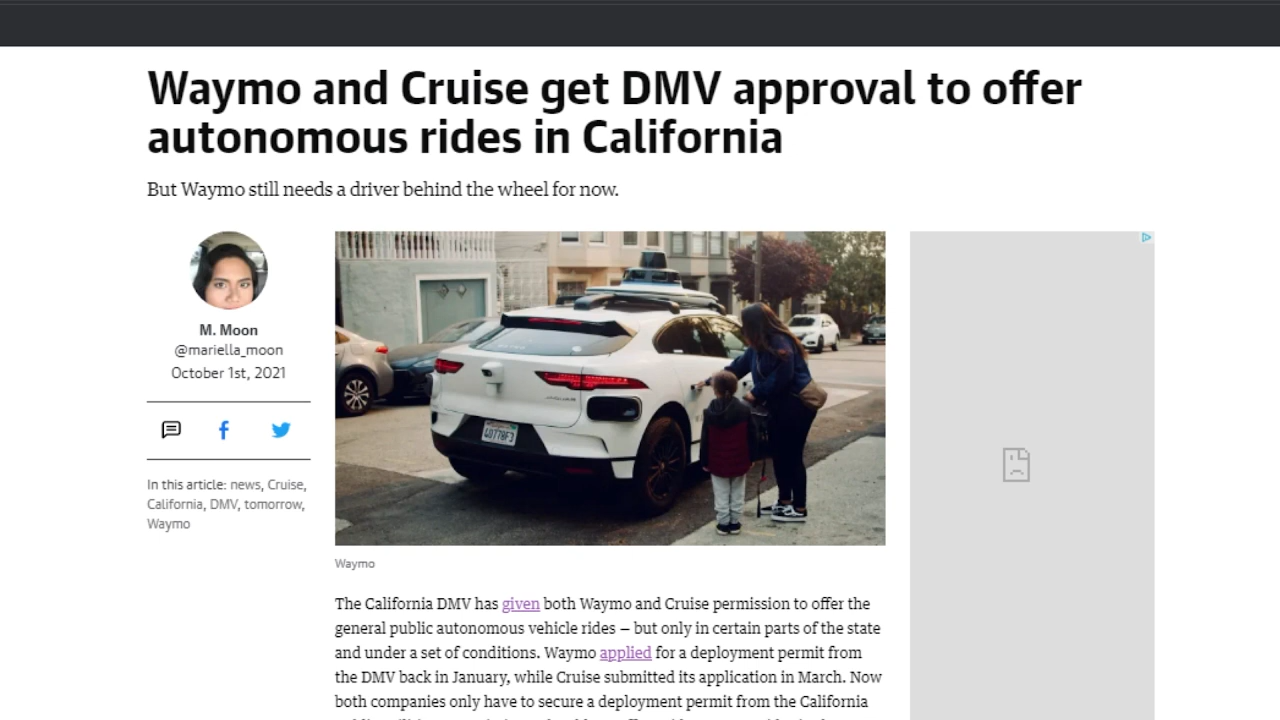 Waymo and Cruise get DMV approval to offer
autonomous rides in California
But Waymo still needs a driver behind the wheel for now.
M. Moon
@mariella_moon
October 1st, 2021
In this article: news, Cruise,
California, DMV, tomorrow,
Waymo
JAGUAR
Waymo
The California DMV has given both Waymo and Cruise permission to offer the
general public autonomous vehicle rides – but only in certain parts of the state
and under a set of conditions. Waymo applied for a deployment permit from
the DMV back in January, while Cruise submitted its application in March. Now
both companies only have to secure a deployment permit from the California